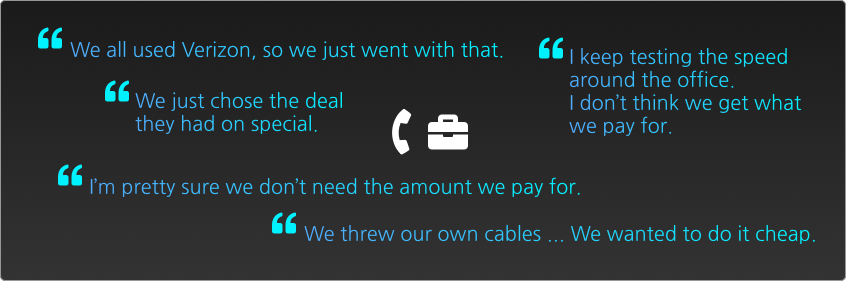 We all used Verizon, so we just went with that.
I keep testing the speed
around the office.
I don't think we get what
we pay for.
We just chose the deal
they had on special.
I'm pretty sure we don't need the amount we pay for.
We threw our own cables ... We wanted to do it cheap.